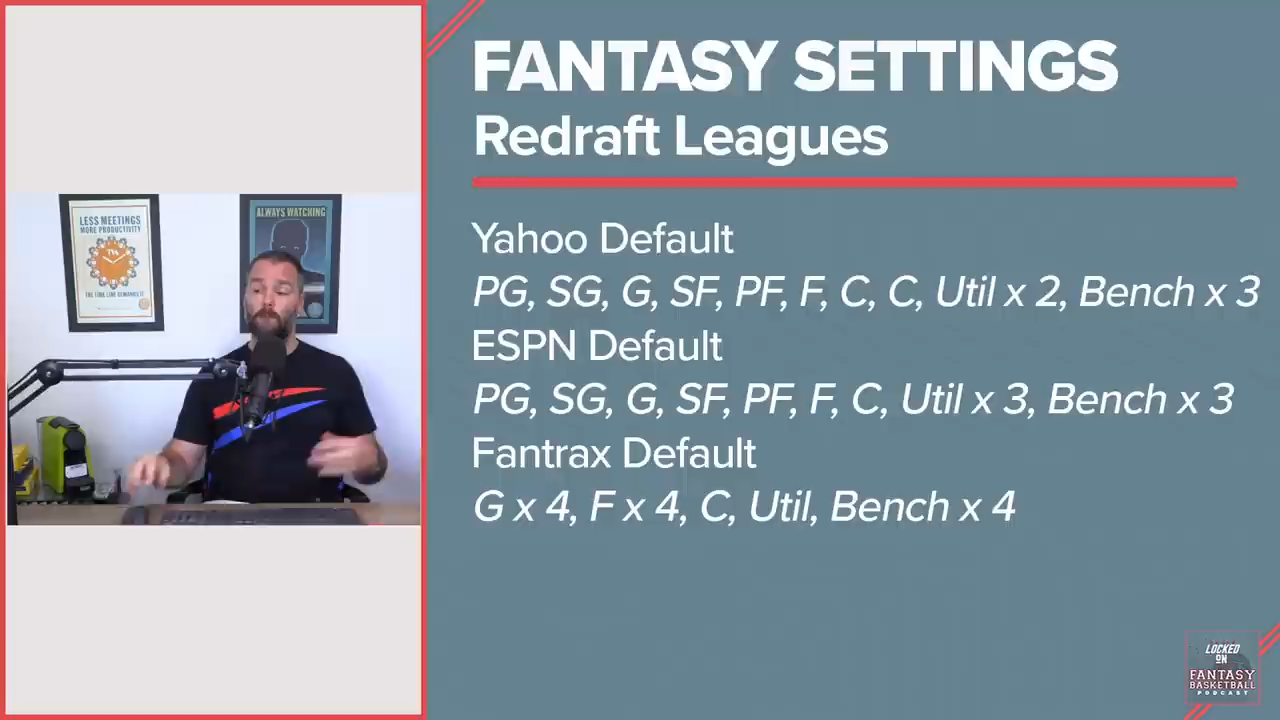 FANTASY SETTINGS
Redraft Leagues
Yahoo Default
PG, SG, G, SF, PF, F, C, C, Util x 2, Bench x 3
ESPN Default
PG, SG, G, SF, PF, F, C, Util x 3, Bench x 3
Fantrax Default
G x 4, F x 4, C, Util, Bench x 4
LESS MEETINGS
MORE PRODUCTIVITY
ALWAYS WATCHING
LOCKED
ON
FANTASY
BASKETBALL
PODCAST